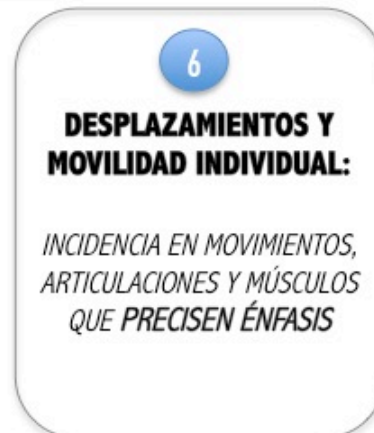 6
DESPLAZAMIENTOS Y
MOVILIDAD INDIVIDUAL:
INCIDENCIA EN MOVIMIENTOS,
ARTICULACIONES Y MÚSCULOS
QUE PRECISEN ÉNFASIS